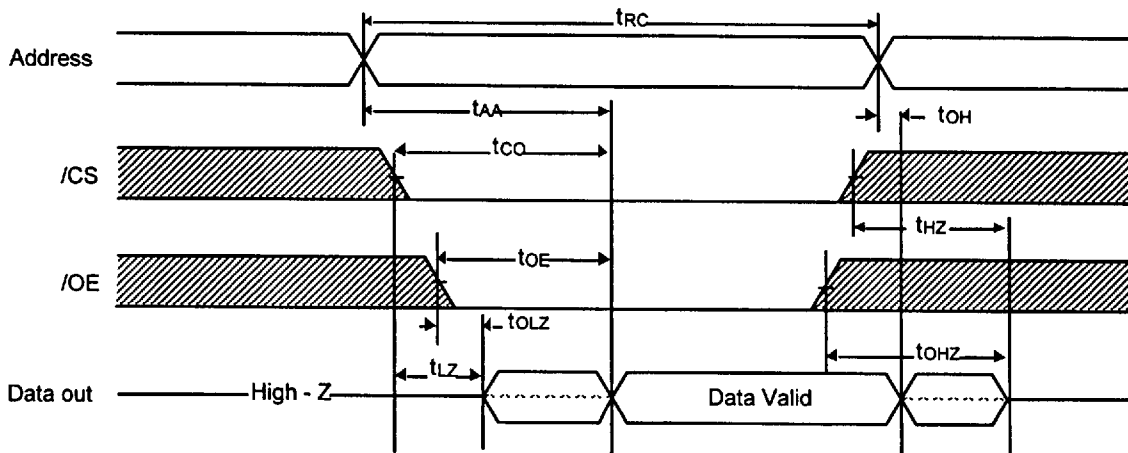 tRC
Address
tAA
tOH
tCO
/CS
tHZ
tOE
/OE
tOLZ
tOHZ
tLZ
Data out
High - Z
Data Valid